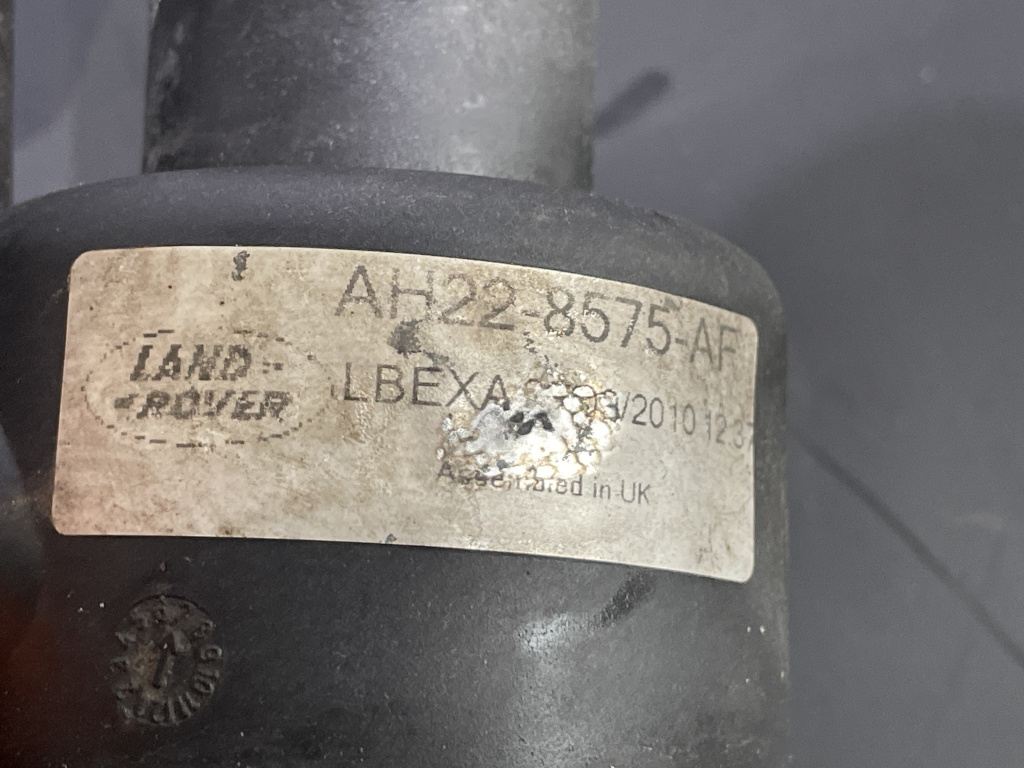 AH22-8575-AF
LAND
ROVER
LBEXA
/2010 12:37
Assembled in UK